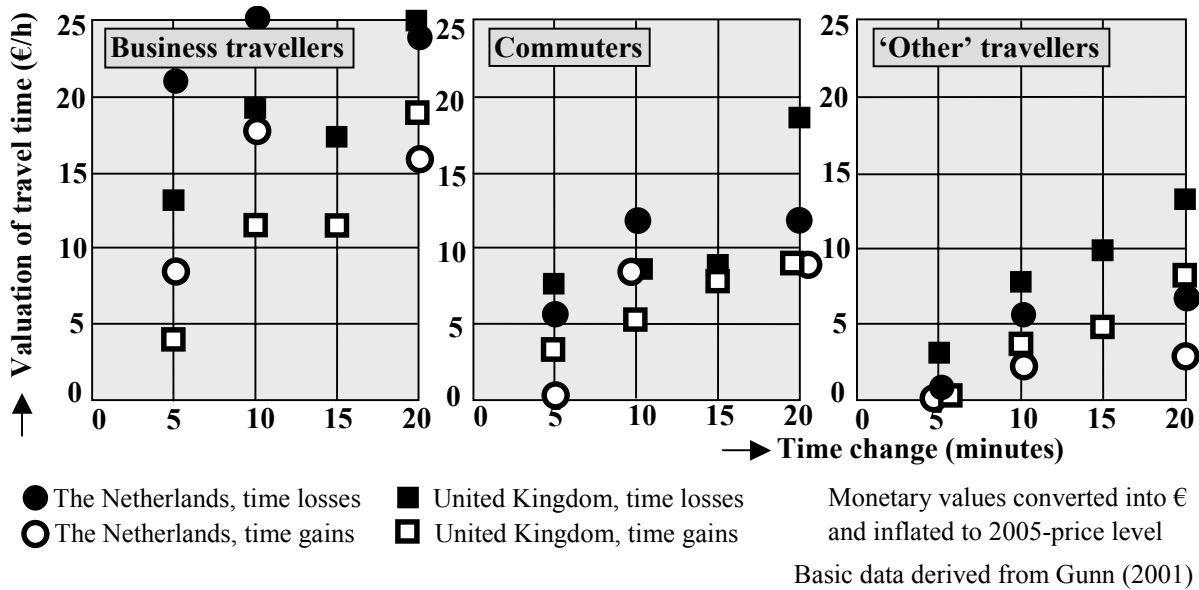 Valuation of travel time (€/h)
25
20
15
10
5
0
Business travellers
0 5 10 15 20
25
20
15
10
5
0
Commuters
0 5 10 15 20
25
20
15
10
5
0
‘Other’ travellers
0 5 10 15 20
Time change (minutes)
The Netherlands, time losses
United Kingdom, time losses
The Netherlands, time gains
United Kingdom, time gains
Monetary values converted into €
and inflated to 2005-price level
Basic data derived from Gunn (2001)